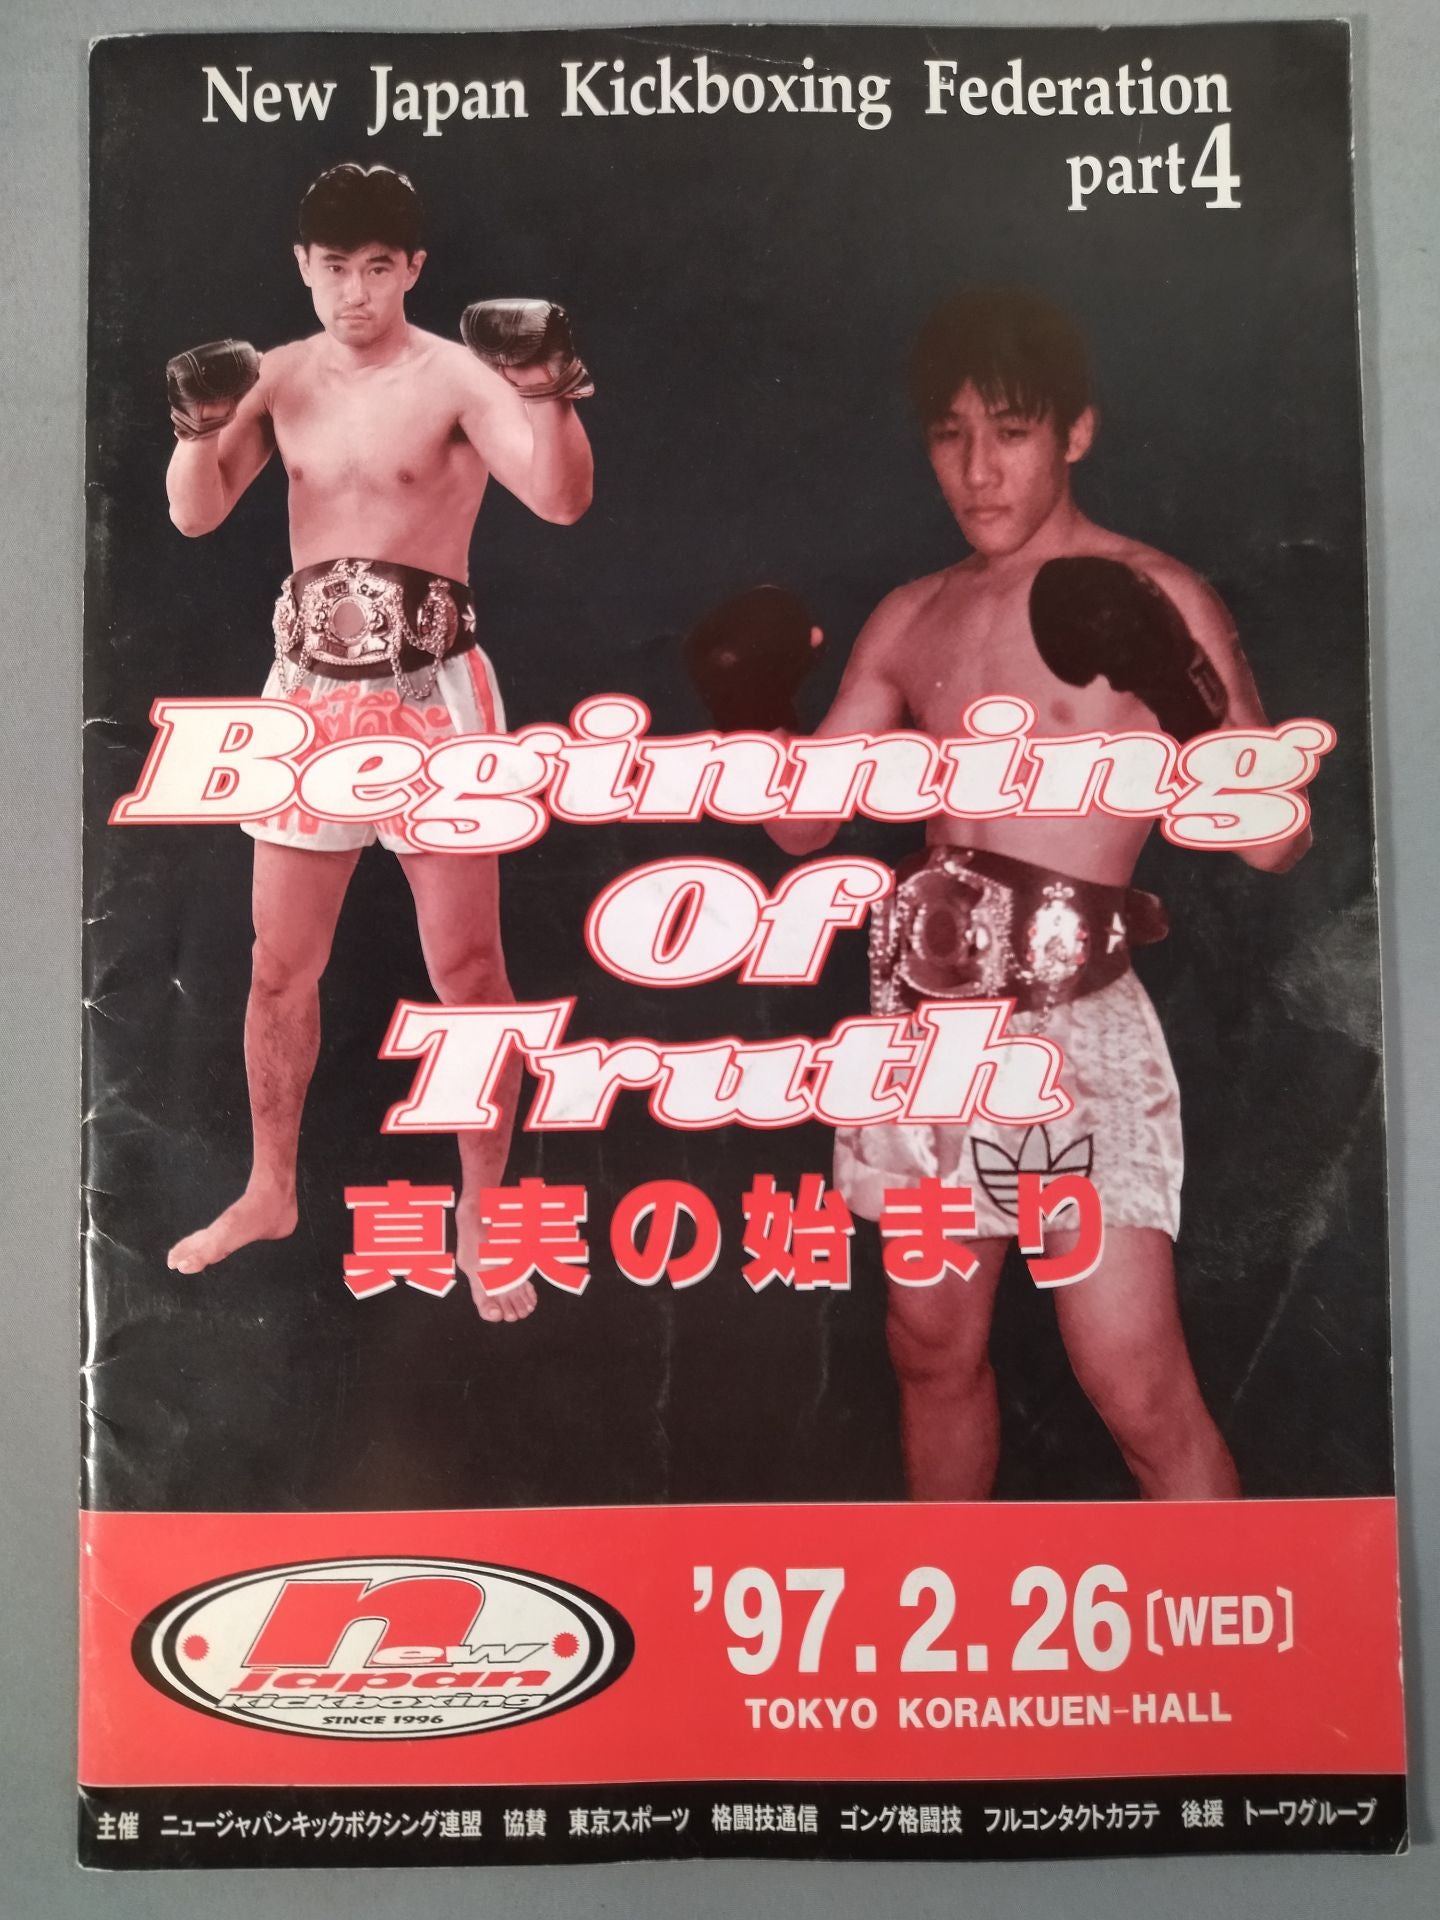 New Japan Kickboxing Federation
part4
Beginning
Of
Truth
真実の始まり
new
japan
kickboxing
SINCE 1996
'97.2.26〔WED〕
TOKYO KORAKUEN-HALL
主催 ニュージャパンキックボクシング連盟 協賛 東京スポーツ 格闘技通信 ゴング格闘技 フルコンタクトカラテ 後援 トーワグループ